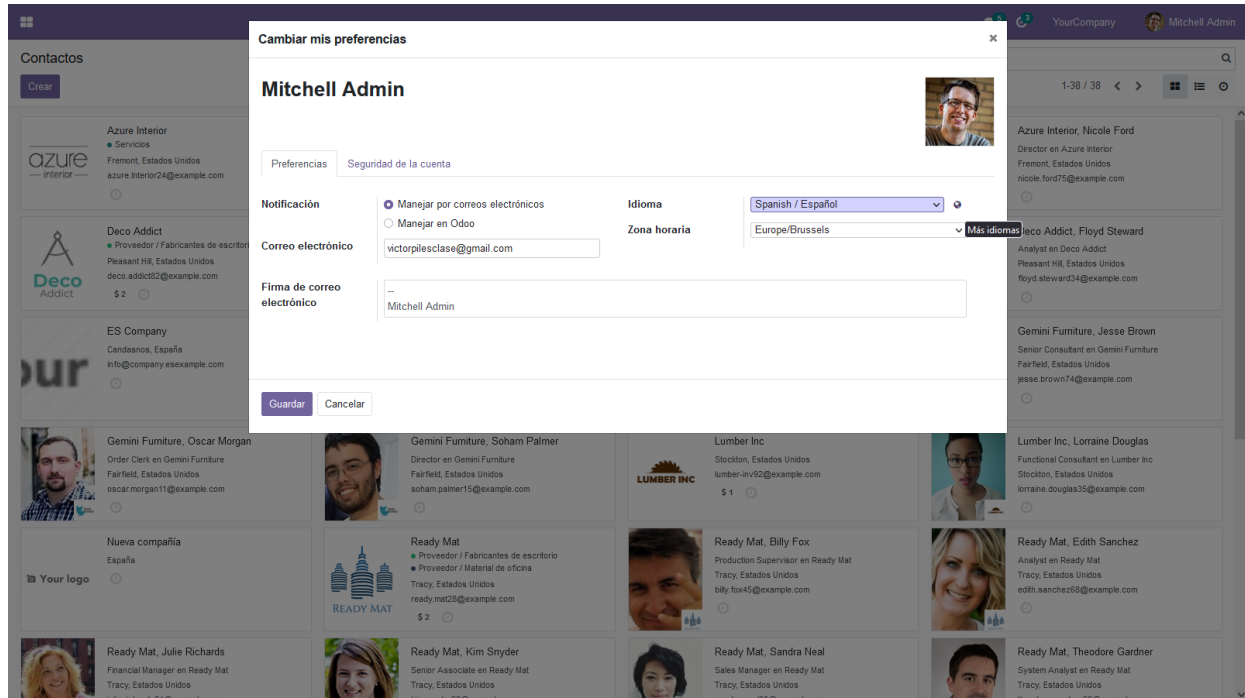 5
3
YourCompany
Mitchell Admin
Contactos
Crear
1-38 / 38
Cambiar mis preferencias
×
Mitchell Admin
Preferencias
Seguridad de la cuenta
Notificación
Manejar por correos electrónicos
Manejar en Odoo
Correo electrónico
victorpilesclase@gmail.com
Idioma
Spanish / Español
Zona horaria
Europe/Brussels
Más idiomas
Firma de correo
electrónico
--
Mitchell Admin
Guardar
Cancelar
azure
interior
Azure Interior
Servicios
Fremont, Estados Unidos
azure.Interior24@example.com
Azure Interior, Nicole Ford
Director en Azure Interior
Fremont, Estados Unidos
nicole.ford75@example.com
Deco
Addict
Deco Addict
Proveedor / Fabricantes de escritori
Pleasant Hill, Estados Unidos
deco.addict82@example.com
$ 2
Deco Addict, Floyd Steward
Analyst en Deco Addict
Pleasant Hill, Estados Unidos
floyd.steward34@example.com
our
ES Company
Candasnos, España
info@company.esexample.com
Gemini Furniture, Jesse Brown
Senior Consultant en Gemini Furniture
Fairfield, Estados Unidos
jesse.brown74@example.com
Gemini Furniture, Oscar Morgan
Order Clerk en Gemini Furniture
Fairfield, Estados Unidos
oscar.morgan11@example.com
Gemini Furniture, Soham Palmer
Director en Gemini Furniture
Fairfield, Estados Unidos
soham.palmer15@example.com
LUMBER INC
Lumber Inc
Stockton, Estados Unidos
lumber-inv92@example.com
$ 1
Lumber Inc, Lorraine Douglas
Functional Consultant en Lumber Inc
Stockton, Estados Unidos
lorraine.douglas35@example.com
Your logo
Nueva compañía
España
READY MAT
Ready Mat
Proveedor / Fabricantes de escritorio
Proveedor / Material de oficina
Tracy, Estados Unidos
ready.mat28@example.com
$ 2
Ready Mat, Billy Fox
Production Supervisor en Ready Mat
Tracy, Estados Unidos
billy.fox45@example.com
Ready Mat, Edith Sanchez
Analyst en Ready Mat
Tracy, Estados Unidos
edith.sanchez68@example.com
Ready Mat, Julie Richards
Financial Manager en Ready Mat
Tracy, Estados Unidos
Ready Mat, Kim Snyder
Senior Associate en Ready Mat
Tracy, Estados Unidos
Ready Mat, Sandra Neal
Sales Manager en Ready Mat
Tracy, Estados Unidos
Ready Mat, Theodore Gardner
System Analyst en Ready Mat
Tracy, Estados Unidos